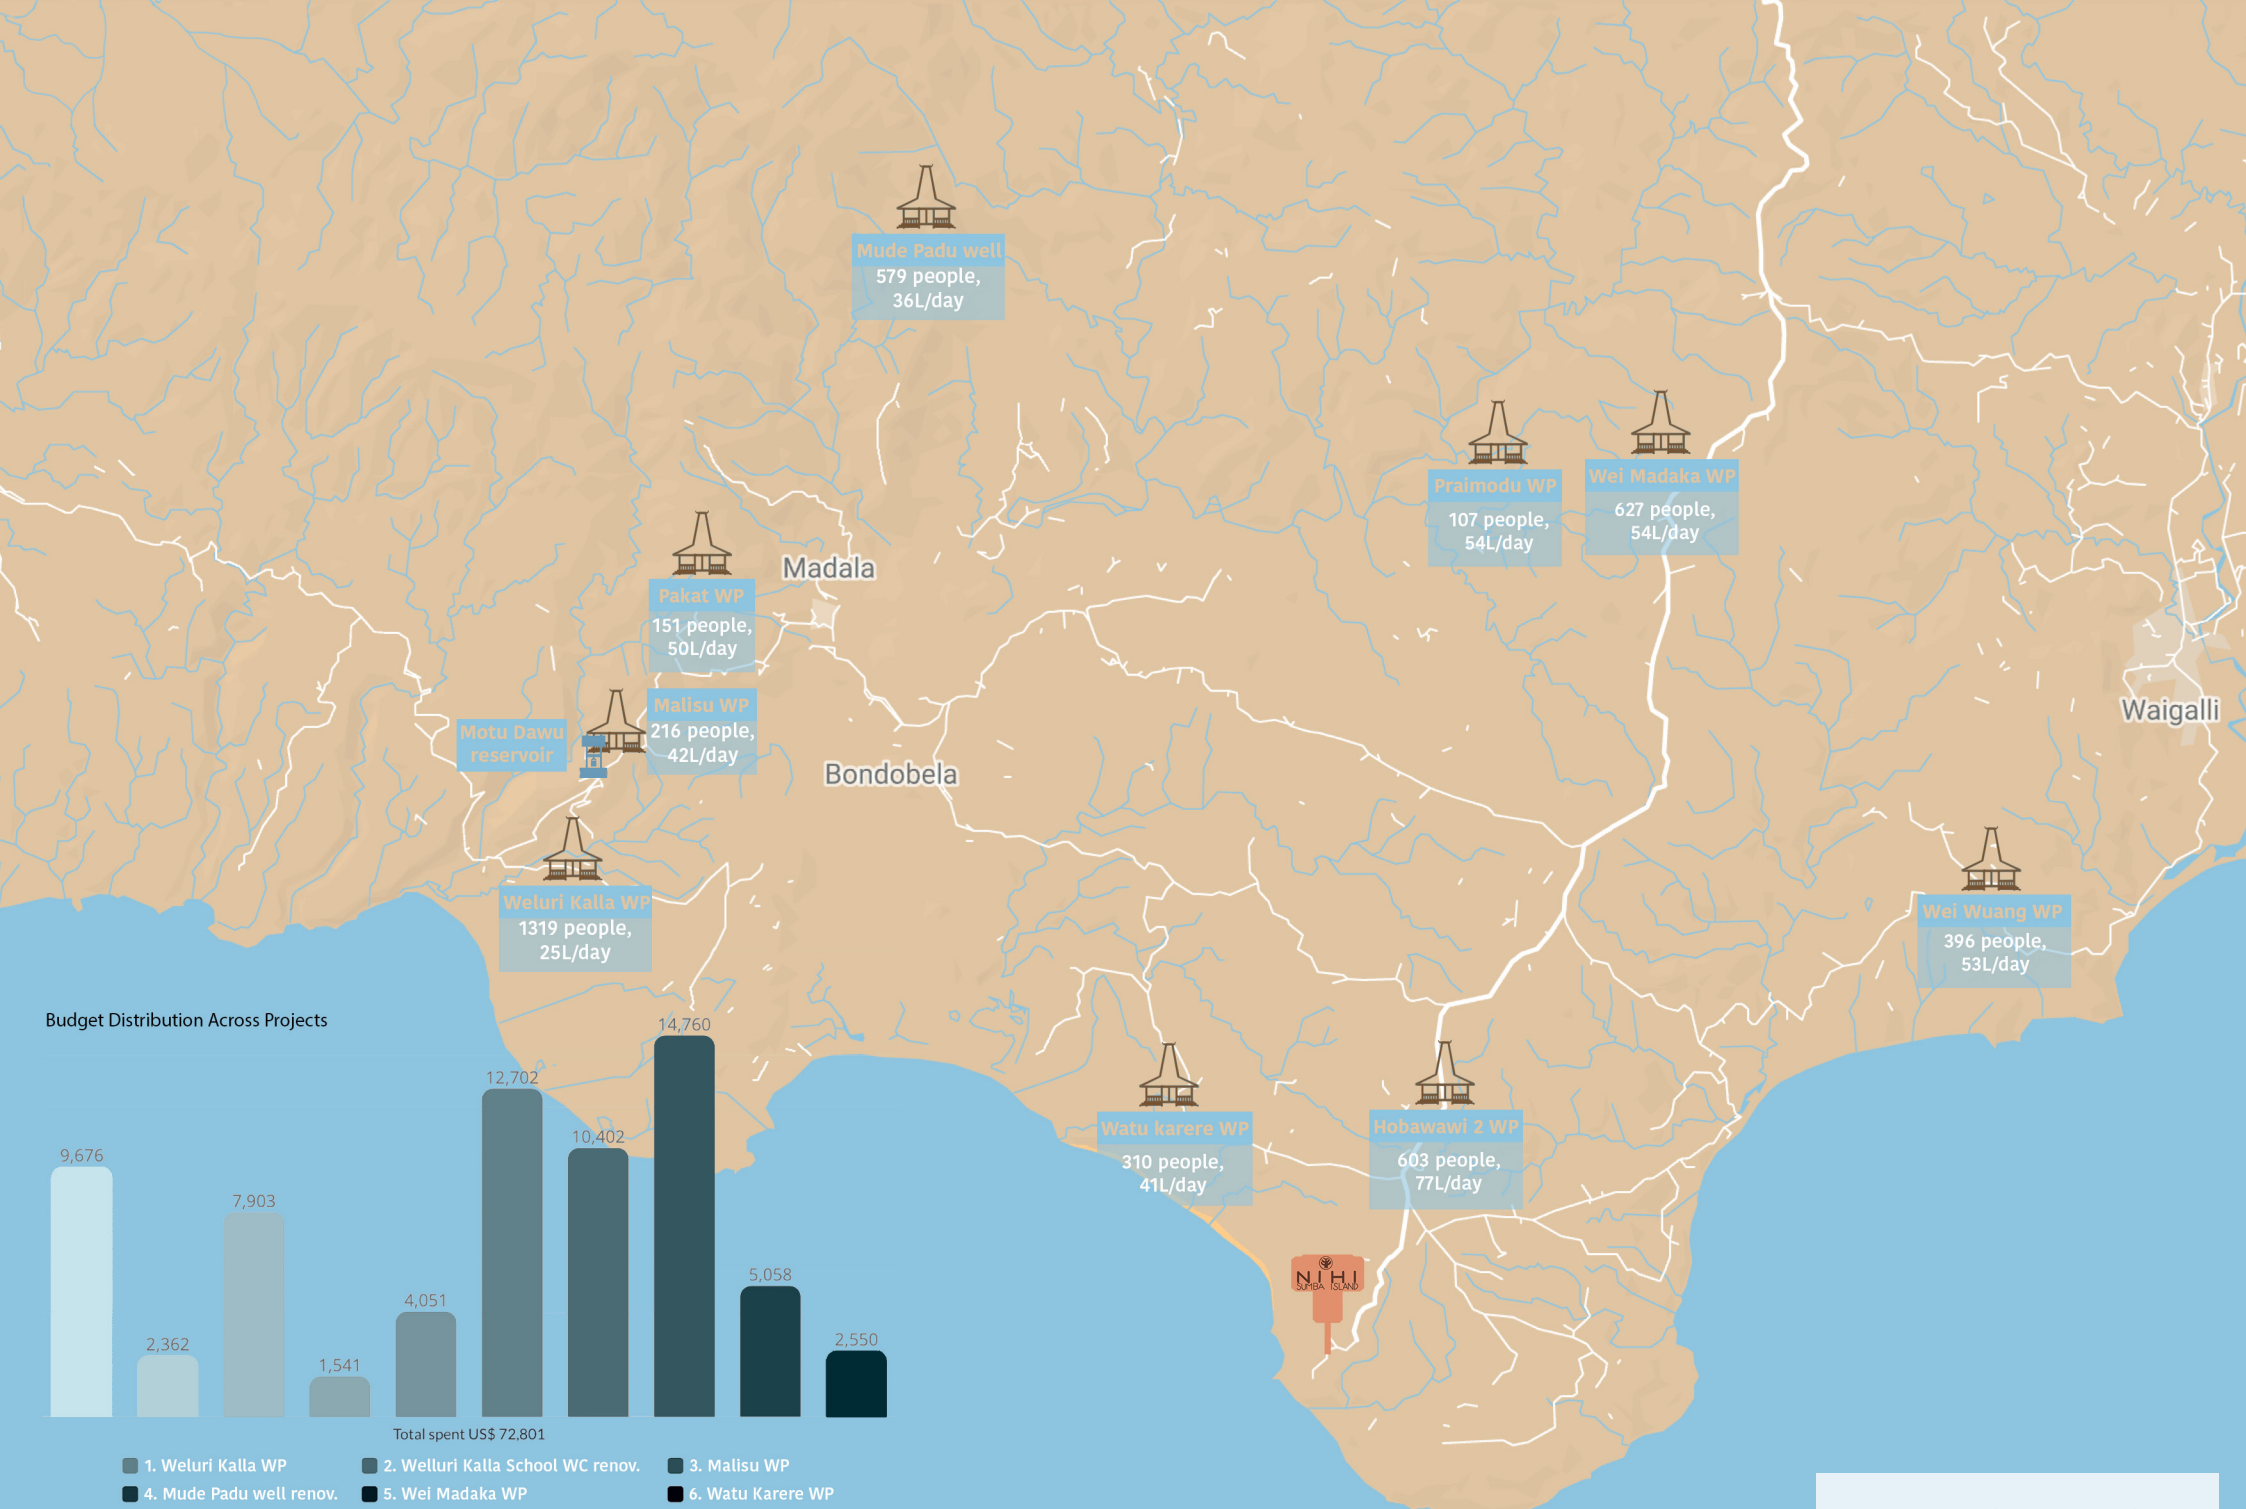 Mude Padu well
579 people,
36L/day
Praimodu WP
107 people,
54L/day
Wei Madaka WP
627 people,
54L/day
Madala
Pakat WP
151 people,
50L/day
Malisu WP
216 people,
42L/day
Motu Dawu
reservoir
Waigalli
Bondobela
Weluri Kalla WP
1319 people,
25L/day
Wei Wuang WP
396 people,
53L/day
Watu karere WP
310 people,
41L/day
Hobawawi 2 WP
603 people,
77L/day
NIHI
SUMBA ISLAND
Budget Distribution Across Projects
9,676
2,362
7,903
1,541
4,051
12,702
10,402
14,760
5,058
2,550
Total spent US$ 72,801
1. Weluri Kalla WP
2. Welluri Kalla School WC renov.
3. Malisu WP
4. Mude Padu well renov.
5. Wei Madaka WP
6. Watu Karere WP